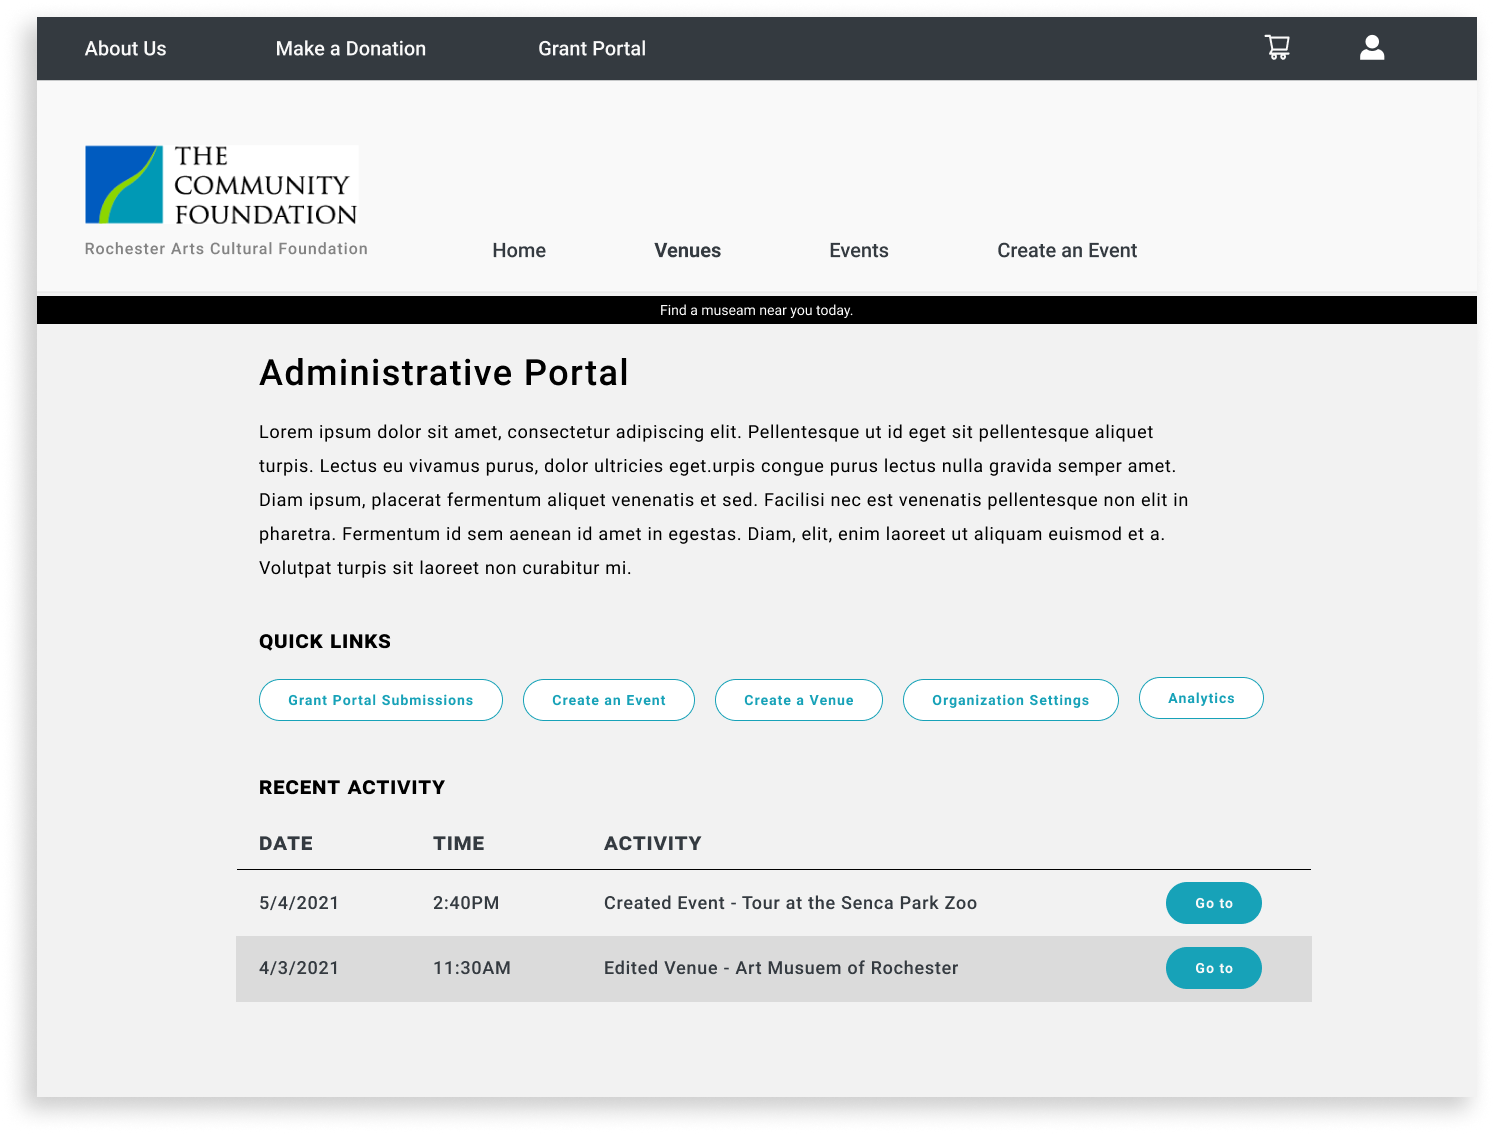 About Us Make a Donation Grant Portal
THE
COMMUNITY
FOUNDATION
Rochester Arts Cultural Foundation
Home Venues Events Create an Event
Find a museam near you today.
Administrative Portal
Lorem ipsum dolor sit amet, consectetur adipiscing elit. Pellentesque ut id eget sit pellentesque aliquet
turpis. Lectus eu vivamus purus, dolor ultricies eget.urpis congue purus lectus nulla gravida semper amet.
Diam ipsum, placerat fermentum aliquet venenatis et sed. Facilisi nec est venenatis pellentesque non elit in
pharetra. Fermentum id sem aenean id amet in egestas. Diam, elit, enim laoreet ut aliquam euismod et a.
Volutpat turpis sit laoreet non curabitur mi.
QUICK LINKS
Grant Portal Submissions Create an Event Create a Venue Organization Settings Analytics
RECENT ACTIVITY
DATE TIME ACTIVITY
5/4/2021 2:40PM Created Event - Tour at the Senca Park Zoo Go to
4/3/2021 11:30AM Edited Venue - Art Musuem of Rochester Go to